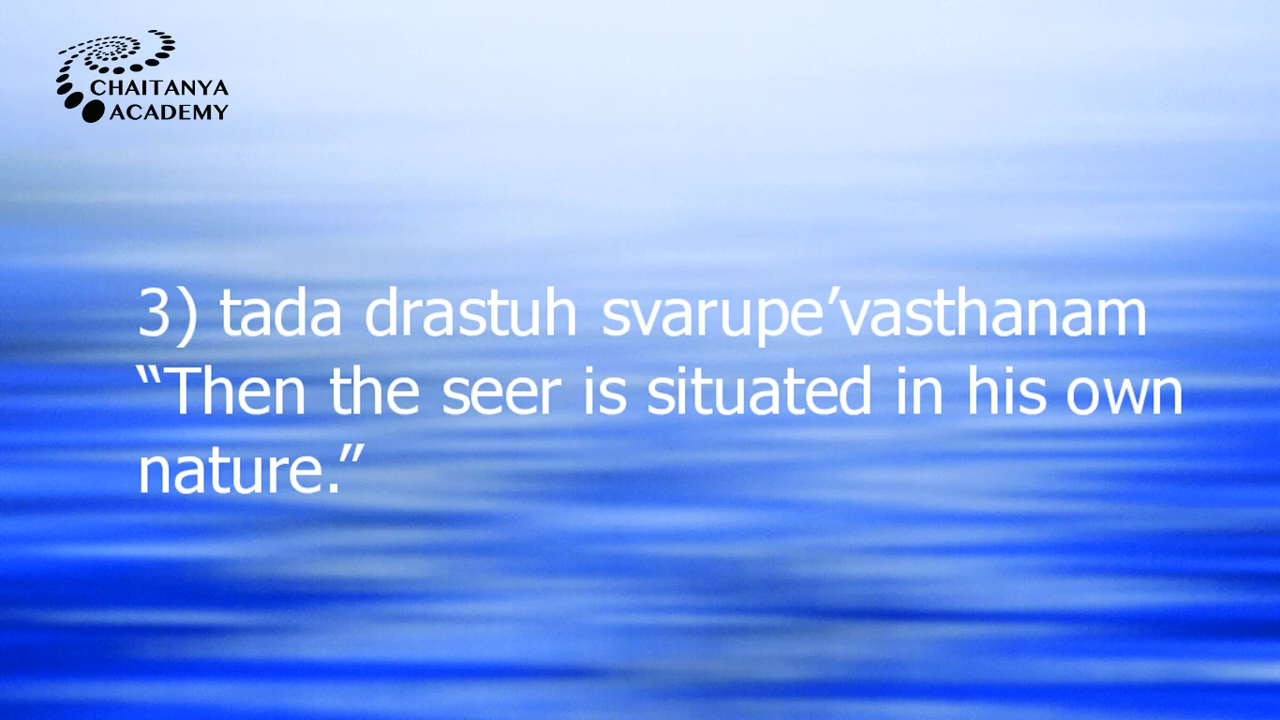 CHAITANYA
ACADEMY
3) tada drastuh svarupe’vasthanam
“Then the seer is situated in his own
nature.”